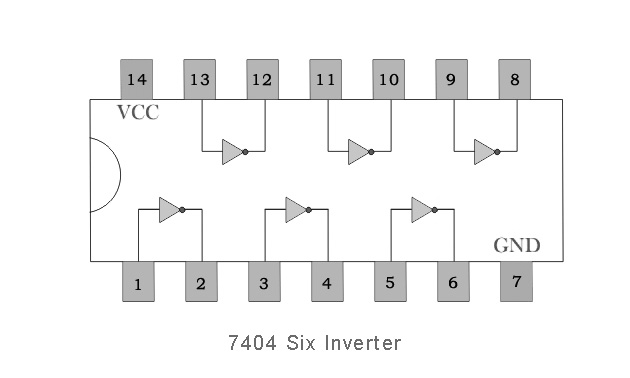 14 13 12 11 10 9 8
VCC
GND
1 2 3 4 5 6 7
7404 Six Inverter